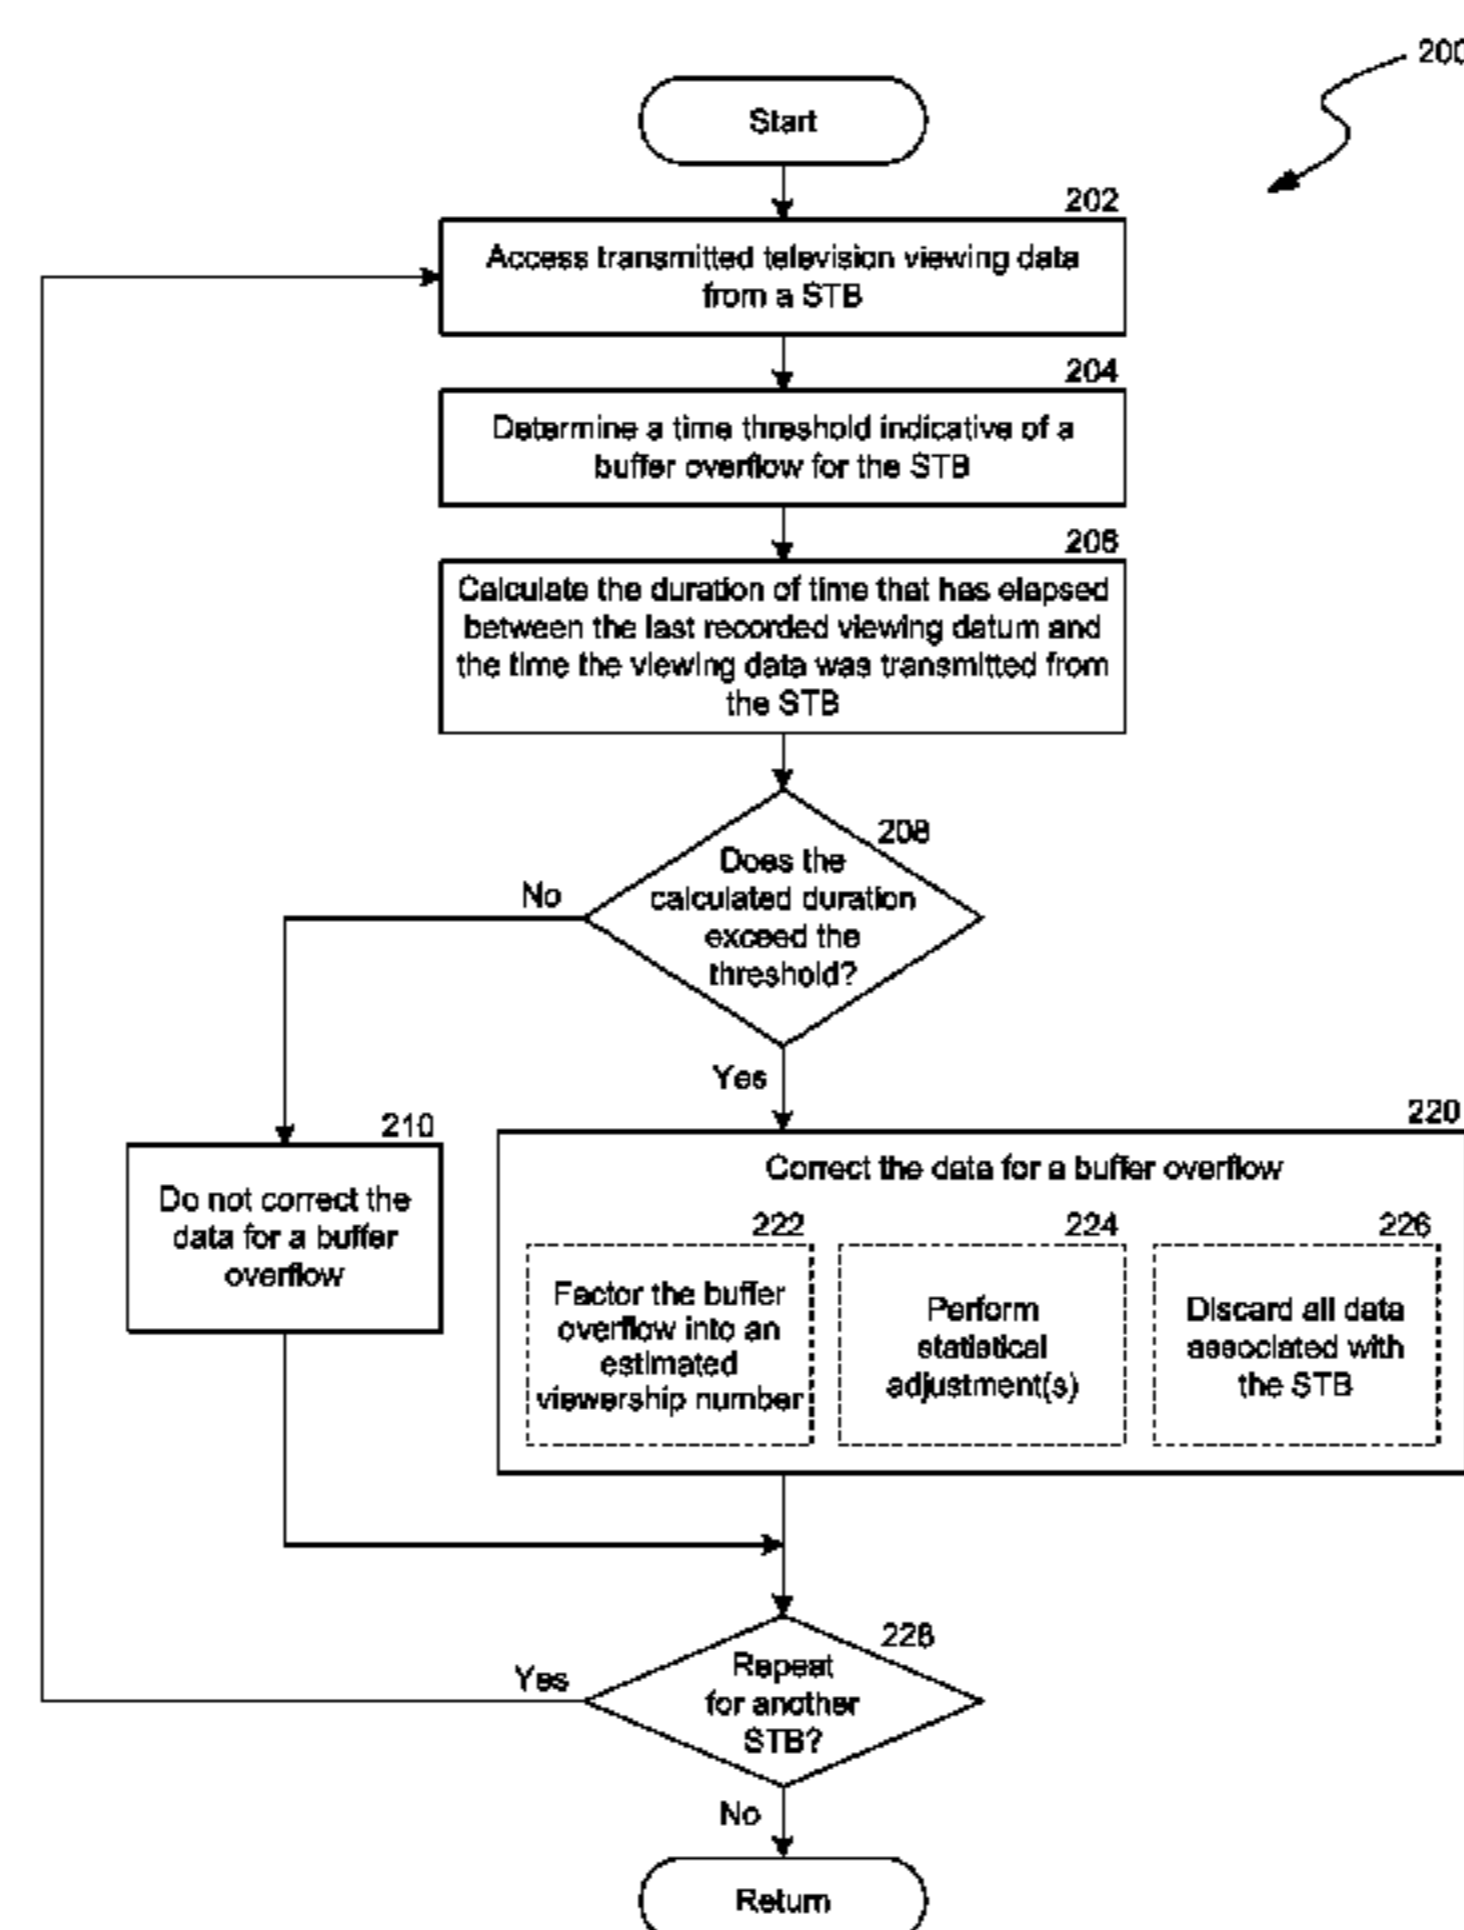 200
Start
202
Access transmitted television viewing data
from a STB
204
Determine a time threshold indicative of a
buffer overflow for the STB
206
Calculate the duration of time that has elapsed
between the last recorded viewing datum and
the time the viewing data was transmitted from
the STB
208
Does the
calculated duration
exceed the
threshold?
No
Yes
210
Do not correct the
data for a buffer
overflow
220
Correct the data for a buffer overflow
222
Factor the buffer
overflow into an
estimated
viewership number
224
Perform
statistical
adjustment(s)
226
Discard all data
associated with
the STB
228
Repeat
for another
STB?
Yes
No
Return